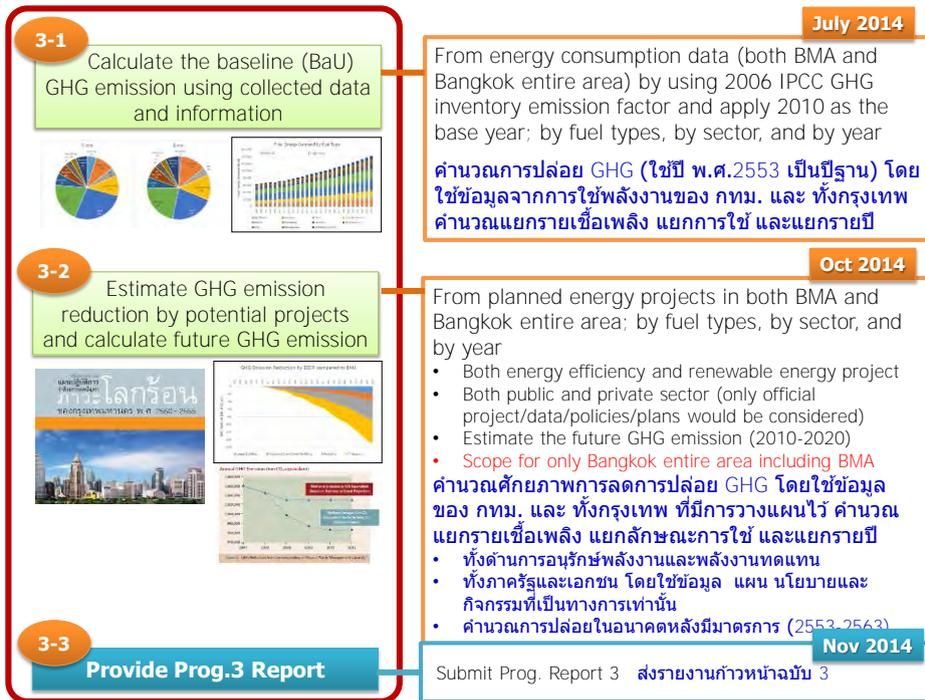 July 2014
3-1
Calculate the baseline (BaU)
GHG emission using collected data
and information
From energy consumption data (both BMA and
Bangkok entire area) by using 2006 IPCC GHG
inventory emission factor and apply 2010 as the
base year; by fuel types, by sector, and by year
คำนวณการปล่อย GHG (ใช้ปี พ.ศ.2553 เป็นปีฐาน) โดย
ใช้ข้อมูลจากการใช้พลังงานของ กทม. และ ทั้งกรุงเทพ
คำนวณแยกรายเชื้อเพลิง แยกการใช้ และแยกรายปี
Oct 2014
3-2
Estimate GHG emission
reduction by potential projects
and calculate future GHG emission
ภาวะโลกร้อน
From planned energy projects in both BMA and
Bangkok entire area; by fuel types, by sector, and
by year
• Both energy efficiency and renewable energy project
• Both public and private sector (only official
project/data/policies/plans would be considered)
• Estimate the future GHG emission (2010-2020)
• Scope for only Bangkok entire area including BMA
คำนวณศักยภาพการลดการปล่อย GHG โดยใช้ข้อมูล
ของ กทม. และ ทั้งกรุงเทพ ที่มีการวางแผนไว้ คำนวณ
แยกรายเชื้อเพลิง แยกลักษณะการใช้ และแยกรายปี
• ทั้งด้านการอนุรักษ์พลังงานและพลังงานทดแทน
• ทั้งภาครัฐและเอกชน โดยใช้ข้อมูล แผน นโยบายและ
กิจกรรมที่เป็นทางการเท่านั้น
• คำนวณการปล่อยในอนาคตหลังมีมาตรการ (2553-2563)
Nov 2014
3-3
Provide Prog.3 Report
Submit Prog. Report 3 ส่งรายงานก้าวหน้าฉบับ 3